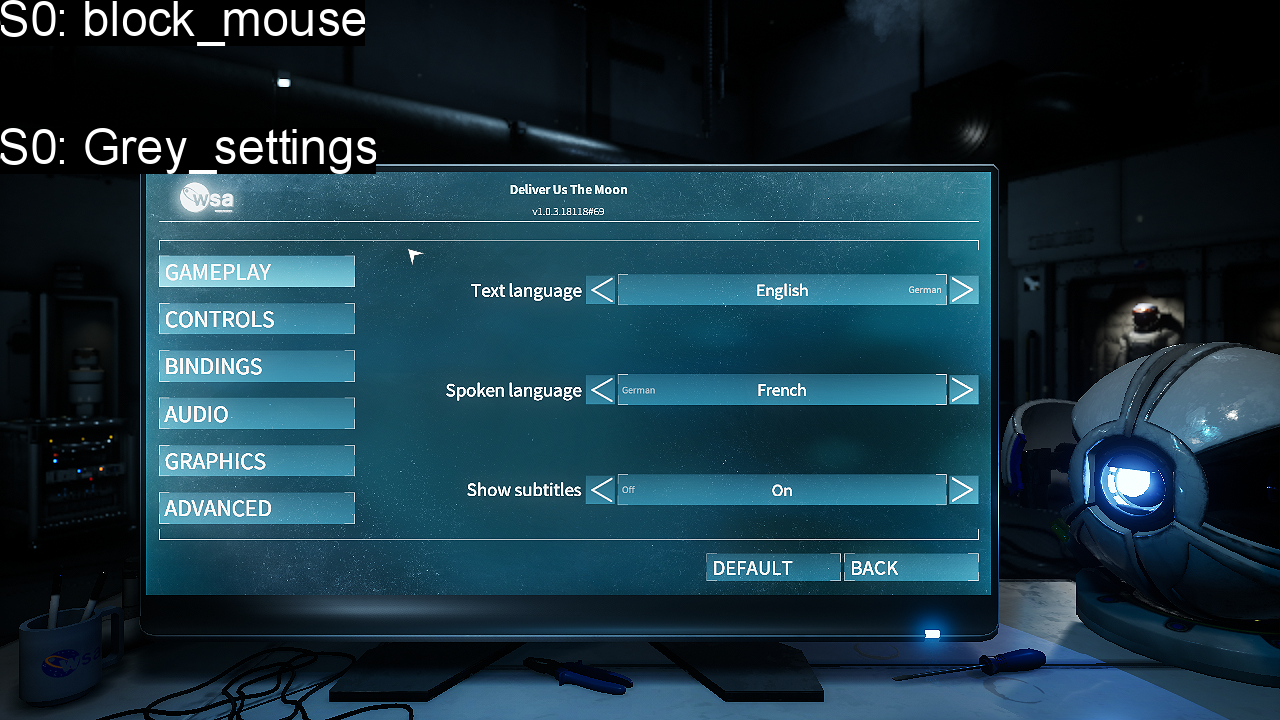 S0: block_mouse
S0: Grey_settings
wsa
Deliver Us The Moon
v1.0.3.18118#69
GAMEPLAY
CONTROLS
BINDINGS
AUDIO
GRAPHICS
ADVANCED
Text language
English
German
Spoken language
German
French
Show subtitles
Off
On
DEFAULT
BACK
wsa